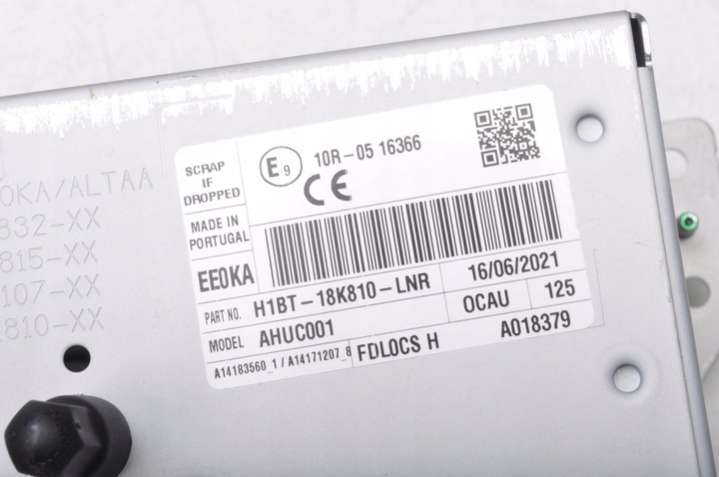 OKA/ALTAA
832-XX
815-XX
107-XX
810-XX
SCRAP
IF
DROPPED
E9
10R-05 16366
CE
MADE IN
PORTUGAL
EE0KA
PART NO. H1BT-18K810-LNR
16/06/2021
MODEL AHUC001
OCAU
125
A14183560_1 / A14171207_8
FDLOCS H
A018379